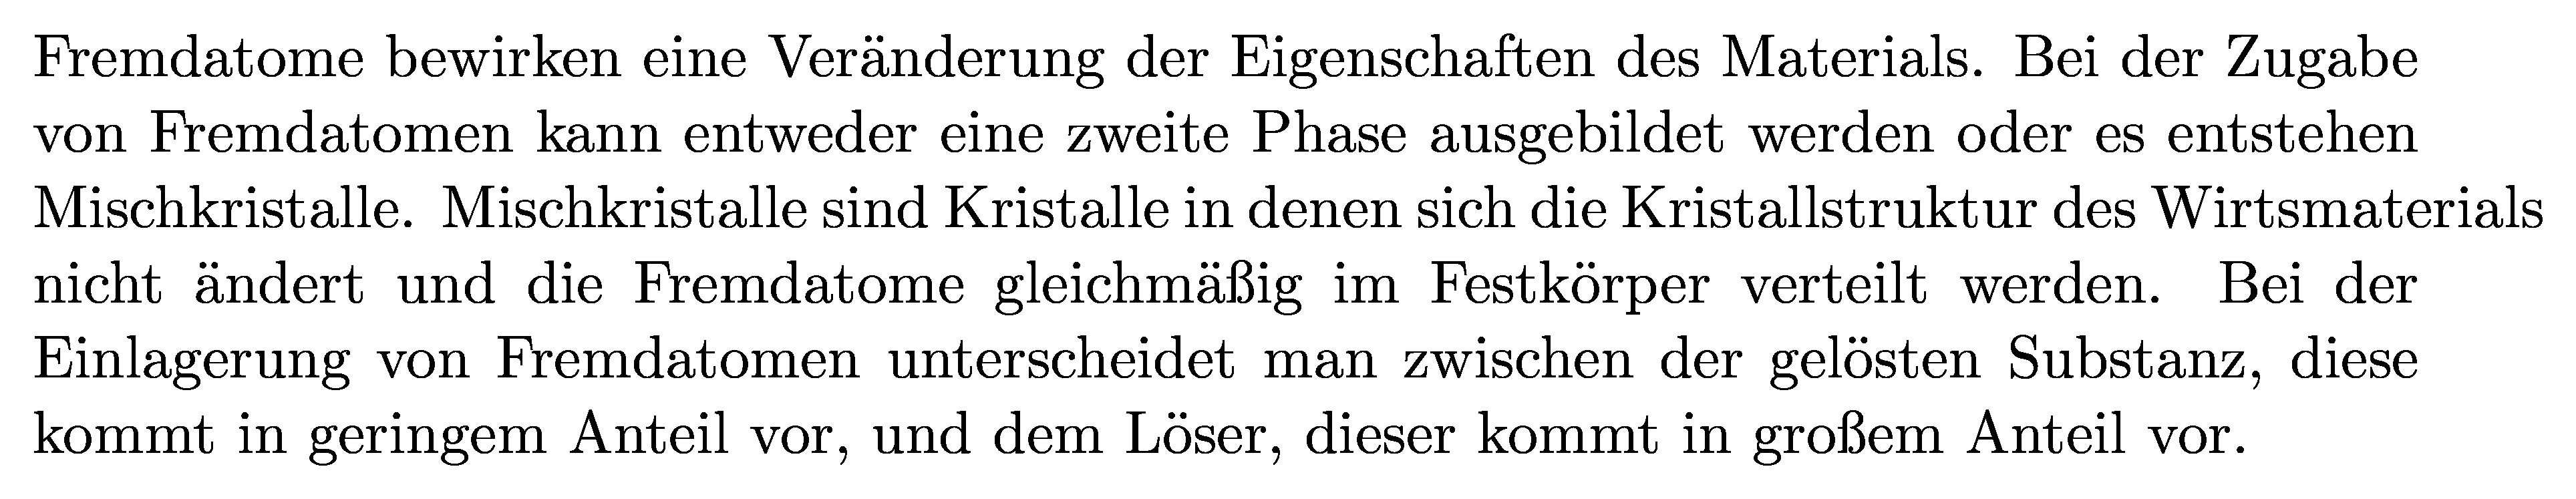 Fremdatome bewirken eine Veränderung der Eigenschaften des Materials. Bei der Zugabe
von Fremdatomen kann entweder eine zweite Phase ausgebildet werden oder es entstehen
Mischkristalle. Mischkristalle sind Kristalle in denen sich die Kristallstruktur des Wirtsmaterials
nicht ändert und die Fremdatome gleichmäßig im Festkörper verteilt werden. Bei der
Einlagerung von Fremdatomen unterscheidet man zwischen der gelösten Substanz, diese
kommt in geringem Anteil vor, und dem Löser, dieser kommt in großem Anteil vor.